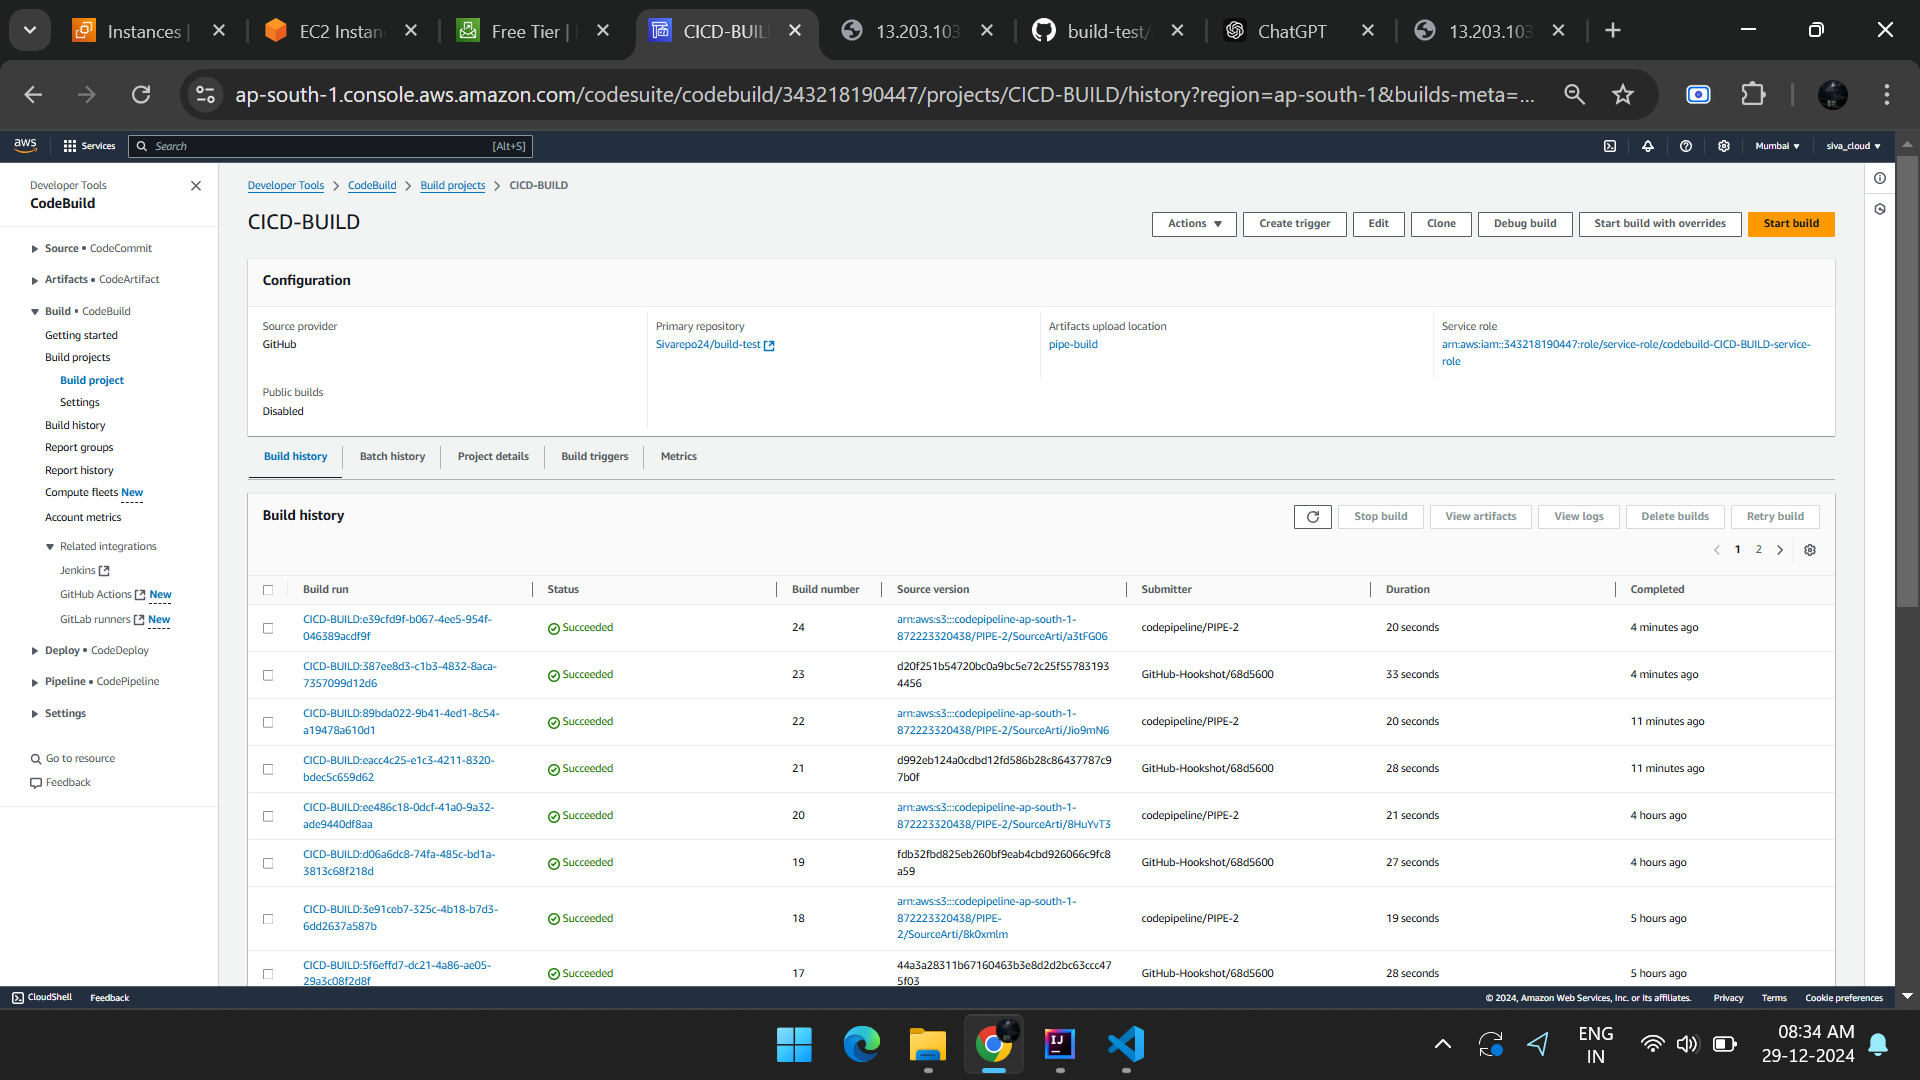 Instances |
EC2 Instan
Free Tier |
CICD-BUIL
13.203.103
build-test/
ChatGPT
13.203.103
ap-south-1.console.aws.amazon.com/codesuite/codebuild/343218190447/projects/CICD-BUILD/history?region=ap-south-1&builds-meta=...
aws
Services
Search
[Alt+S]
Mumbai
siva_cloud
Developer Tools
CodeBuild
Source • CodeCommit
Artifacts • CodeArtifact
Build • CodeBuild
Getting started
Build projects
Build project
Settings
Build history
Report groups
Report history
Compute fleets New
Account metrics
Related integrations
Jenkins
GitHub Actions New
GitLab runners New
Deploy • CodeDeploy
Pipeline • CodePipeline
Settings
Go to resource
Feedback
Developer Tools > CodeBuild > Build projects > CICD-BUILD
CICD-BUILD
Actions
Create trigger
Edit
Clone
Debug build
Start build with overrides
Start build
Configuration
Source provider
GitHub
Primary repository
Sivarepo24/build-test
Artifacts upload location
pipe-build
Service role
arn:aws:iam::343218190447:role/service-role/codebuild-CICD-BUILD-service-
role
Public builds
Disabled
Build history
Batch history
Project details
Build triggers
Metrics
Build history
Stop build
View artifacts
View logs
Delete builds
Retry build
1 2
Build run Status Build number Source version Submitter Duration Completed
CICD-BUILD:e39cfd9f-b067-4ee5-954f-
046389acdf9f
Succeeded
24
arn:aws:s3:::codepipeline-ap-south-1-
872223320438/PIPE-2/SourceArti/a3tFG06
codepipeline/PIPE-2
20 seconds
4 minutes ago
CICD-BUILD:387ee8d3-c1b3-4832-8aca-
7357099d12d6
Succeeded
23
d20f251b54720bc0a9bc5e72c25f55783193
4456
GitHub-Hookshot/68d5600
33 seconds
4 minutes ago
CICD-BUILD:89bda022-9b41-4ed1-8c54-
a19478a610d1
Succeeded
22
arn:aws:s3:::codepipeline-ap-south-1-
872223320438/PIPE-2/SourceArti/Jio9mN6
codepipeline/PIPE-2
20 seconds
11 minutes ago
CICD-BUILD:eacc4c25-e1c3-4211-8320-
bdec5c659d62
Succeeded
21
d992eb124a0cdbd12fd586b28c86437787c9
7b0f
GitHub-Hookshot/68d5600
28 seconds
11 minutes ago
CICD-BUILD:ee486c18-0dcf-41a0-9a32-
ade9440df8aa
Succeeded
20
arn:aws:s3:::codepipeline-ap-south-1-
872223320438/PIPE-2/SourceArti/8HuYvT3
codepipeline/PIPE-2
21 seconds
4 hours ago
CICD-BUILD:d06a6dc8-74fa-485c-bd1a-
3813c68f218d
Succeeded
19
fdb32fbd825eb260bf9eab4cbd926066c9fc8
a59
GitHub-Hookshot/68d5600
27 seconds
4 hours ago
CICD-BUILD:3e91ceb7-325c-4b18-b7d3-
6dd2637a587b
Succeeded
18
arn:aws:s3:::codepipeline-ap-south-1-
872223320438/PIPE-
2/SourceArti/8k0xmlm
codepipeline/PIPE-2
19 seconds
5 hours ago
CICD-BUILD:5f6effd7-dc21-4a86-ae05-
29a3c08f2d8f
Succeeded
17
44a3a28311b67160463b3e8d2d2bc63ccc47
5f03
GitHub-Hookshot/68d5600
28 seconds
5 hours ago
CloudShell
Feedback
© 2024, Amazon Web Services, Inc. or its affiliates.
Privacy
Terms
Cookie preferences
ENG
IN
08:34 AM
29-12-2024